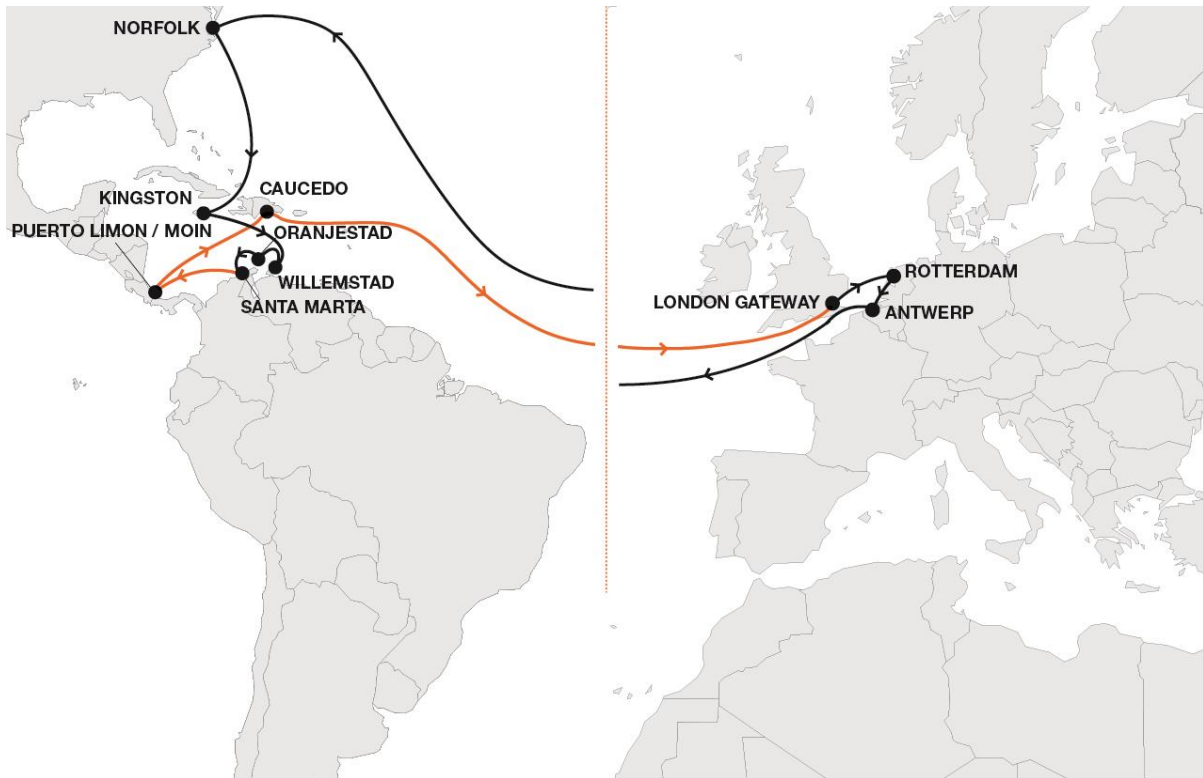 NORFOLK
KINGSTON
CAUCEDO
PUERTO LIMON / MOIN
ORANJESTAD
WILLEMSTAD
SANTA MARTA
ROTTERDAM
LONDON GATEWAY
ANTWERP